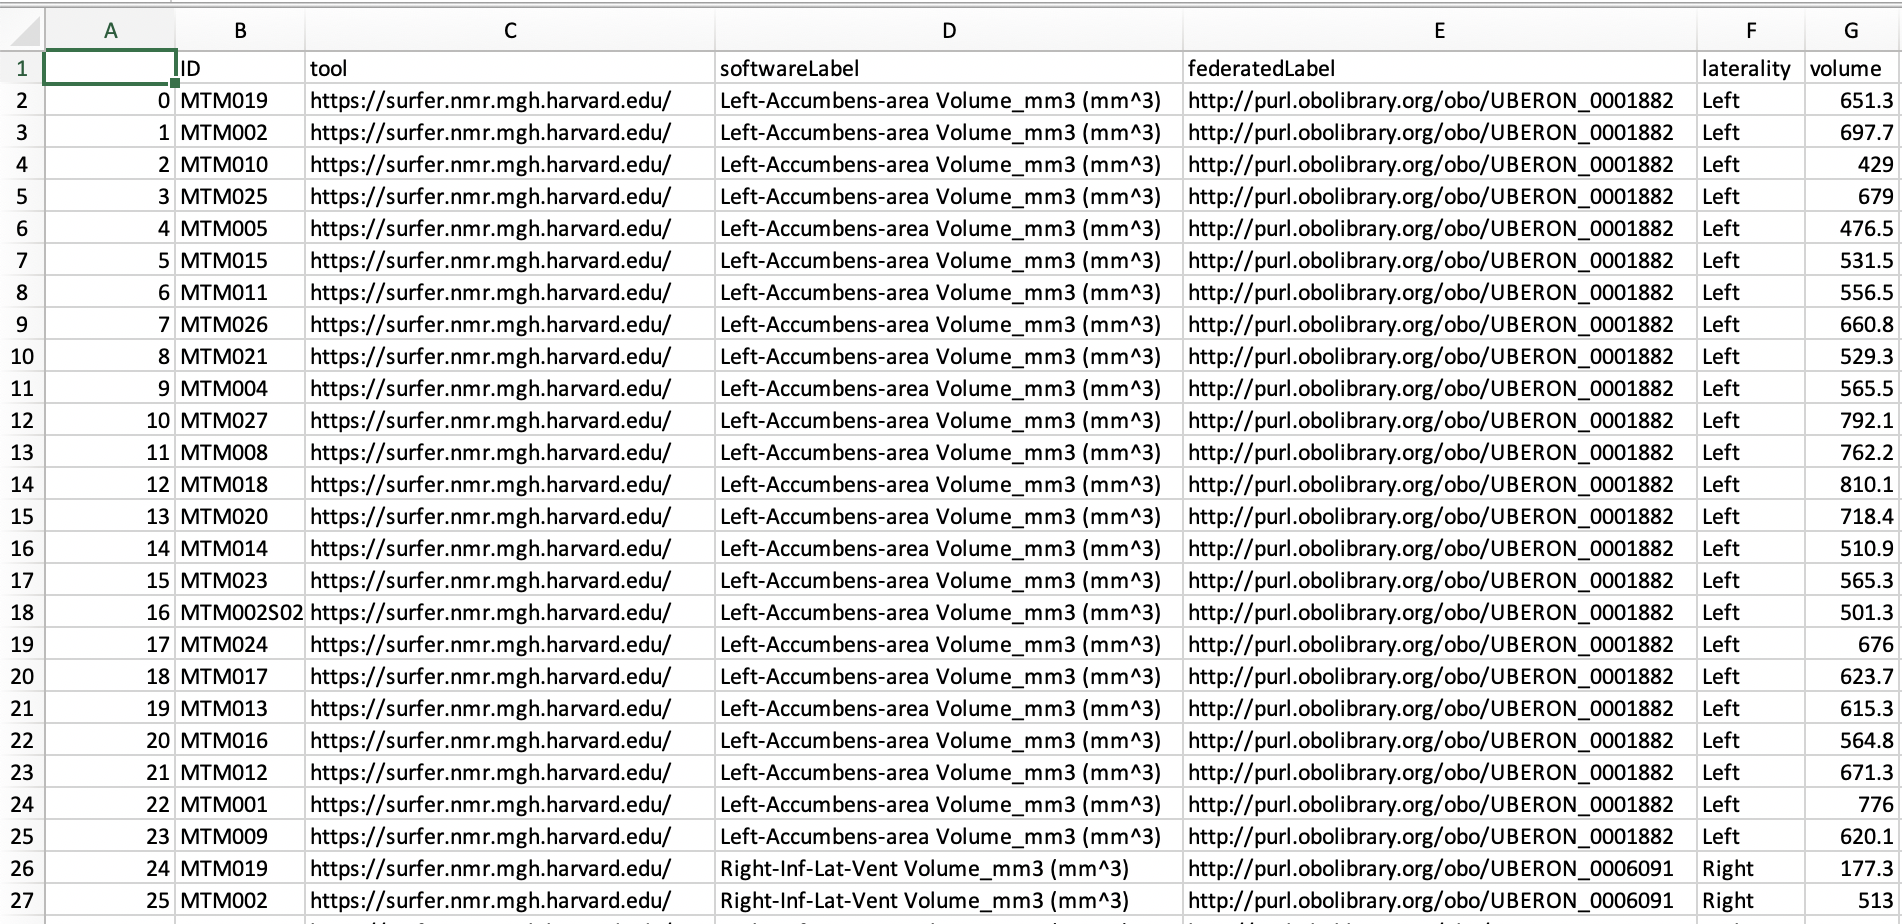 A B C D E F G
1 ID tool softwareLabel federatedLabel laterality volume
2 0 MTM019 https://surfer.nmr.mgh.harvard.edu/ Left-Accumbens-area Volume_mm3 (mm^3) http://purl.obolibrary.org/obo/UBERON_0001882 Left 651.3
3 1 MTM002 https://surfer.nmr.mgh.harvard.edu/ Left-Accumbens-area Volume_mm3 (mm^3) http://purl.obolibrary.org/obo/UBERON_0001882 Left 697.7
4 2 MTM010 https://surfer.nmr.mgh.harvard.edu/ Left-Accumbens-area Volume_mm3 (mm^3) http://purl.obolibrary.org/obo/UBERON_0001882 Left 429
5 3 MTM025 https://surfer.nmr.mgh.harvard.edu/ Left-Accumbens-area Volume_mm3 (mm^3) http://purl.obolibrary.org/obo/UBERON_0001882 Left 679
6 4 MTM005 https://surfer.nmr.mgh.harvard.edu/ Left-Accumbens-area Volume_mm3 (mm^3) http://purl.obolibrary.org/obo/UBERON_0001882 Left 476.5
7 5 MTM015 https://surfer.nmr.mgh.harvard.edu/ Left-Accumbens-area Volume_mm3 (mm^3) http://purl.obolibrary.org/obo/UBERON_0001882 Left 531.5
8 6 MTM011 https://surfer.nmr.mgh.harvard.edu/ Left-Accumbens-area Volume_mm3 (mm^3) http://purl.obolibrary.org/obo/UBERON_0001882 Left 556.5
9 7 MTM026 https://surfer.nmr.mgh.harvard.edu/ Left-Accumbens-area Volume_mm3 (mm^3) http://purl.obolibrary.org/obo/UBERON_0001882 Left 660.8
10 8 MTM021 https://surfer.nmr.mgh.harvard.edu/ Left-Accumbens-area Volume_mm3 (mm^3) http://purl.obolibrary.org/obo/UBERON_0001882 Left 529.3
11 9 MTM004 https://surfer.nmr.mgh.harvard.edu/ Left-Accumbens-area Volume_mm3 (mm^3) http://purl.obolibrary.org/obo/UBERON_0001882 Left 565.5
12 10 MTM027 https://surfer.nmr.mgh.harvard.edu/ Left-Accumbens-area Volume_mm3 (mm^3) http://purl.obolibrary.org/obo/UBERON_0001882 Left 792.1
13 11 MTM008 https://surfer.nmr.mgh.harvard.edu/ Left-Accumbens-area Volume_mm3 (mm^3) http://purl.obolibrary.org/obo/UBERON_0001882 Left 762.2
14 12 MTM018 https://surfer.nmr.mgh.harvard.edu/ Left-Accumbens-area Volume_mm3 (mm^3) http://purl.obolibrary.org/obo/UBERON_0001882 Left 810.1
15 13 MTM020 https://surfer.nmr.mgh.harvard.edu/ Left-Accumbens-area Volume_mm3 (mm^3) http://purl.obolibrary.org/obo/UBERON_0001882 Left 718.4
16 14 MTM014 https://surfer.nmr.mgh.harvard.edu/ Left-Accumbens-area Volume_mm3 (mm^3) http://purl.obolibrary.org/obo/UBERON_0001882 Left 510.9
17 15 MTM023 https://surfer.nmr.mgh.harvard.edu/ Left-Accumbens-area Volume_mm3 (mm^3) http://purl.obolibrary.org/obo/UBERON_0001882 Left 565.3
18 16 MTM002S02 https://surfer.nmr.mgh.harvard.edu/ Left-Accumbens-area Volume_mm3 (mm^3) http://purl.obolibrary.org/obo/UBERON_0001882 Left 501.3
19 17 MTM024 https://surfer.nmr.mgh.harvard.edu/ Left-Accumbens-area Volume_mm3 (mm^3) http://purl.obolibrary.org/obo/UBERON_0001882 Left 676
20 18 MTM017 https://surfer.nmr.mgh.harvard.edu/ Left-Accumbens-area Volume_mm3 (mm^3) http://purl.obolibrary.org/obo/UBERON_0001882 Left 623.7
21 19 MTM013 https://surfer.nmr.mgh.harvard.edu/ Left-Accumbens-area Volume_mm3 (mm^3) http://purl.obolibrary.org/obo/UBERON_0001882 Left 615.3
22 20 MTM016 https://surfer.nmr.mgh.harvard.edu/ Left-Accumbens-area Volume_mm3 (mm^3) http://purl.obolibrary.org/obo/UBERON_0001882 Left 564.8
23 21 MTM012 https://surfer.nmr.mgh.harvard.edu/ Left-Accumbens-area Volume_mm3 (mm^3) http://purl.obolibrary.org/obo/UBERON_0001882 Left 671.3
24 22 MTM001 https://surfer.nmr.mgh.harvard.edu/ Left-Accumbens-area Volume_mm3 (mm^3) http://purl.obolibrary.org/obo/UBERON_0001882 Left 776
25 23 MTM009 https://surfer.nmr.mgh.harvard.edu/ Left-Accumbens-area Volume_mm3 (mm^3) http://purl.obolibrary.org/obo/UBERON_0001882 Left 620.1
26 24 MTM019 https://surfer.nmr.mgh.harvard.edu/ Right-Inf-Lat-Vent Volume_mm3 (mm^3) http://purl.obolibrary.org/obo/UBERON_0006091 Right 177.3
27 25 MTM002 https://surfer.nmr.mgh.harvard.edu/ Right-Inf-Lat-Vent Volume_mm3 (mm^3) http://purl.obolibrary.org/obo/UBERON_0006091 Right 513